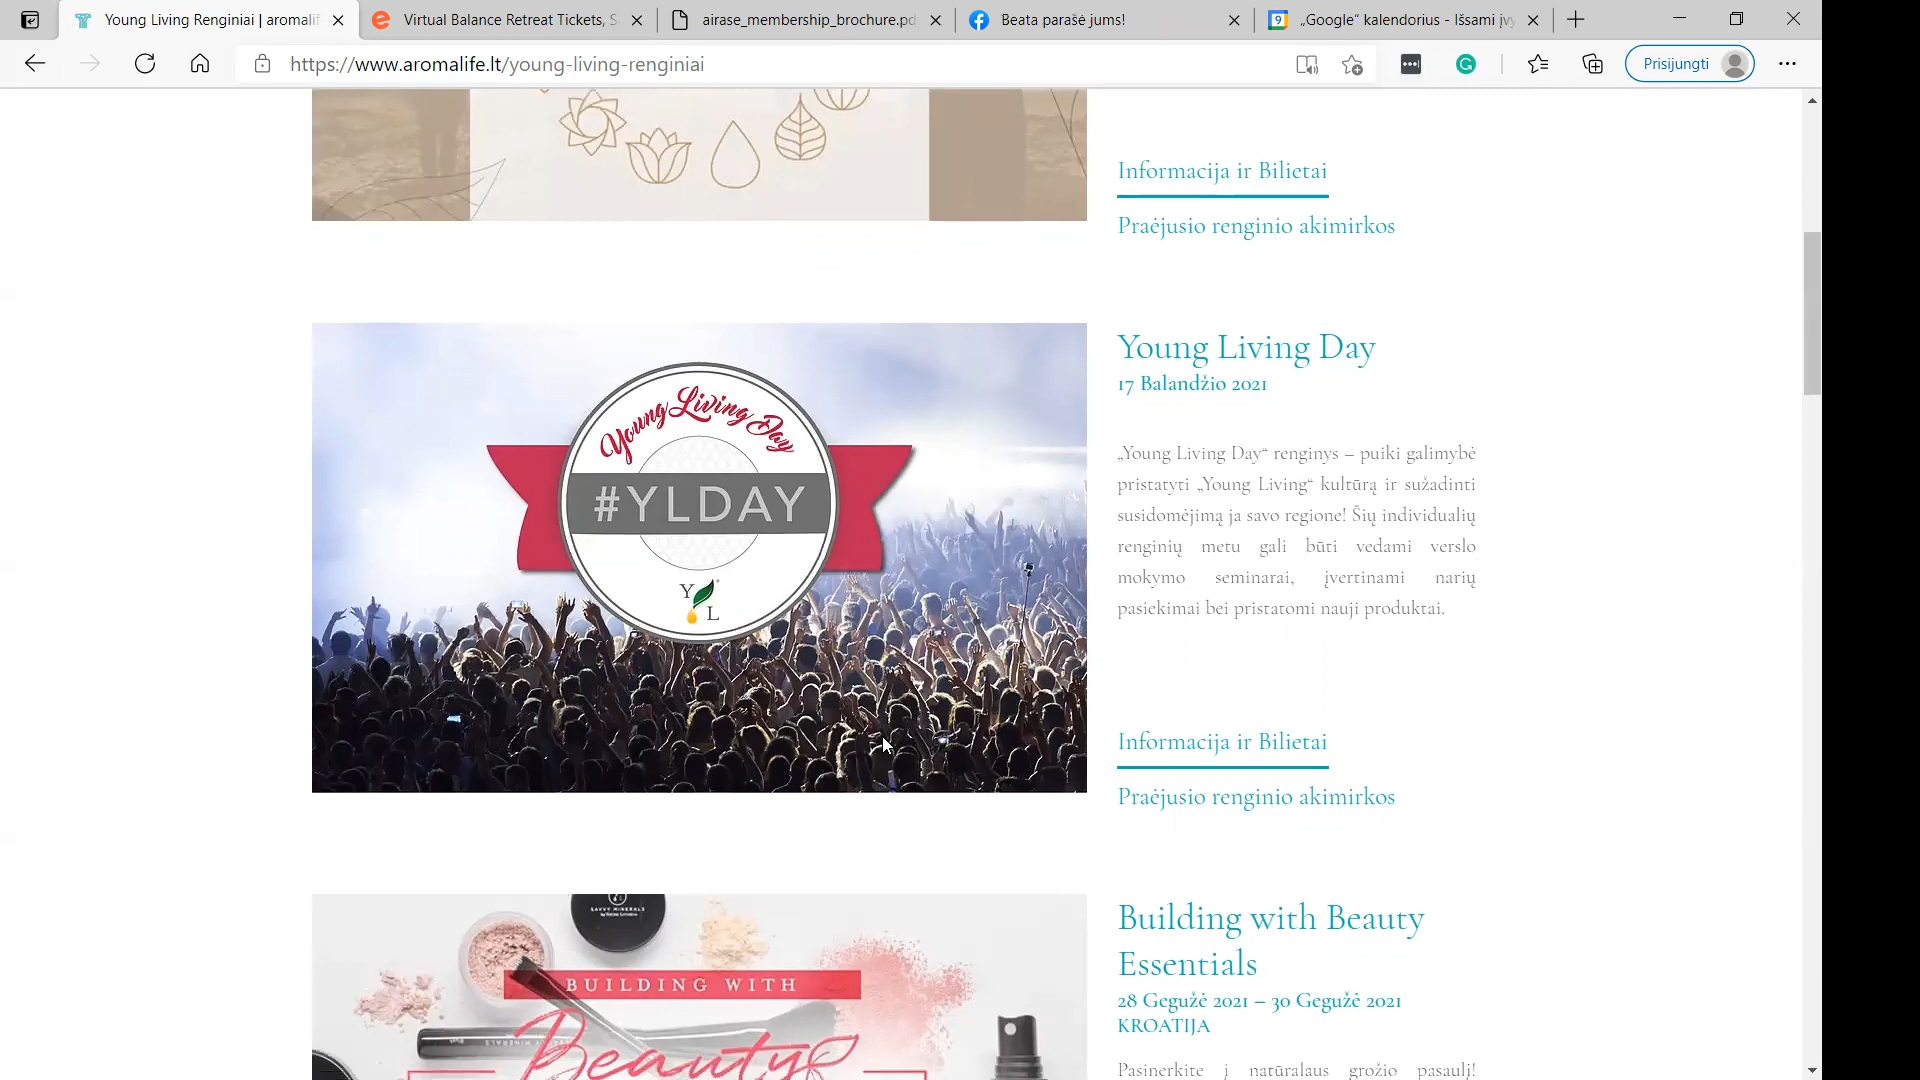 Young Living Renginiai | aromalif
Virtual Balance Retreat Tickets, S
airase_membership_brochure.pd
Beata parašė jums!
„Google“ kalendorius - Išsami įv
https://www.aromalife.lt/young-living-renginiai
Prisijungti
Informacija ir Bilietai
Praėjusio renginio akimirkos
Young Living Day
#YLDAY
Y L
Young Living Day
17 Balandžio 2021
„Young Living Day“ renginys – puiki galimybė
pristatyti „Young Living“ kultūrą ir sužadinti
susidomėjimą ja savo regione! Šių individualių
renginių metu gali būti vedami verslo
mokymo seminarai, įvertinami narių
pasiekimai bei pristatomi nauji produktai.
Informacija ir Bilietai
Praėjusio renginio akimirkos
SAVVY MINERALS
BUILDING WITH
Beauty
Building with Beauty
Essentials
28 Gegužė 2021 – 30 Gegužė 2021
KROATIJA
Pasinerkite į natūralaus grožio pasaulį!